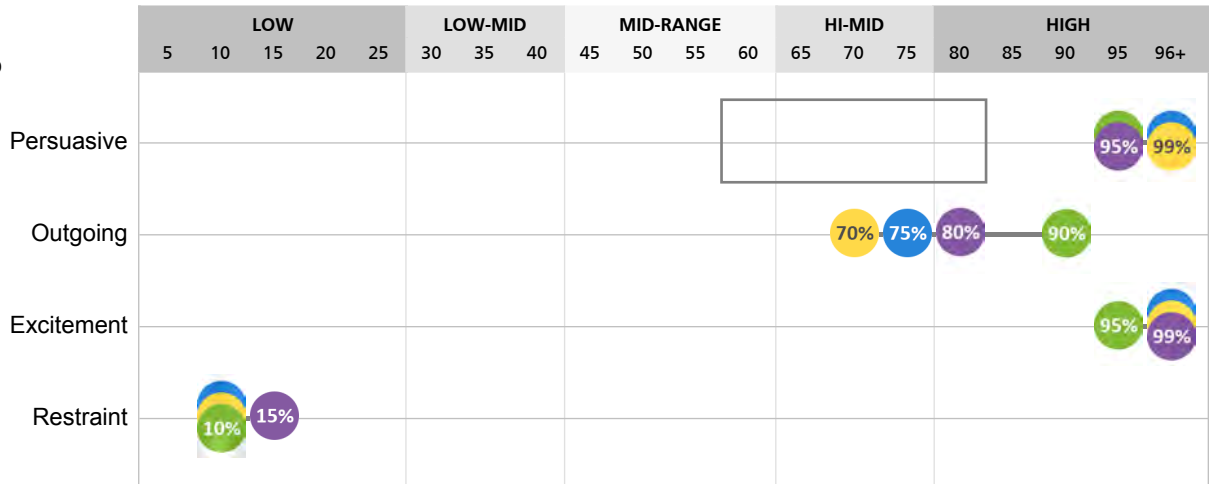 LOW LOW-MID MID-RANGE HI-MID HIGH
5 10 15 20 25 30 35 40 45 50 55 60 65 70 75 80 85 90 95 96+
Persuasive 95% 99%
Outgoing 70% 75% 80% 90%
Excitement 95% 99%
Restraint 10% 15%